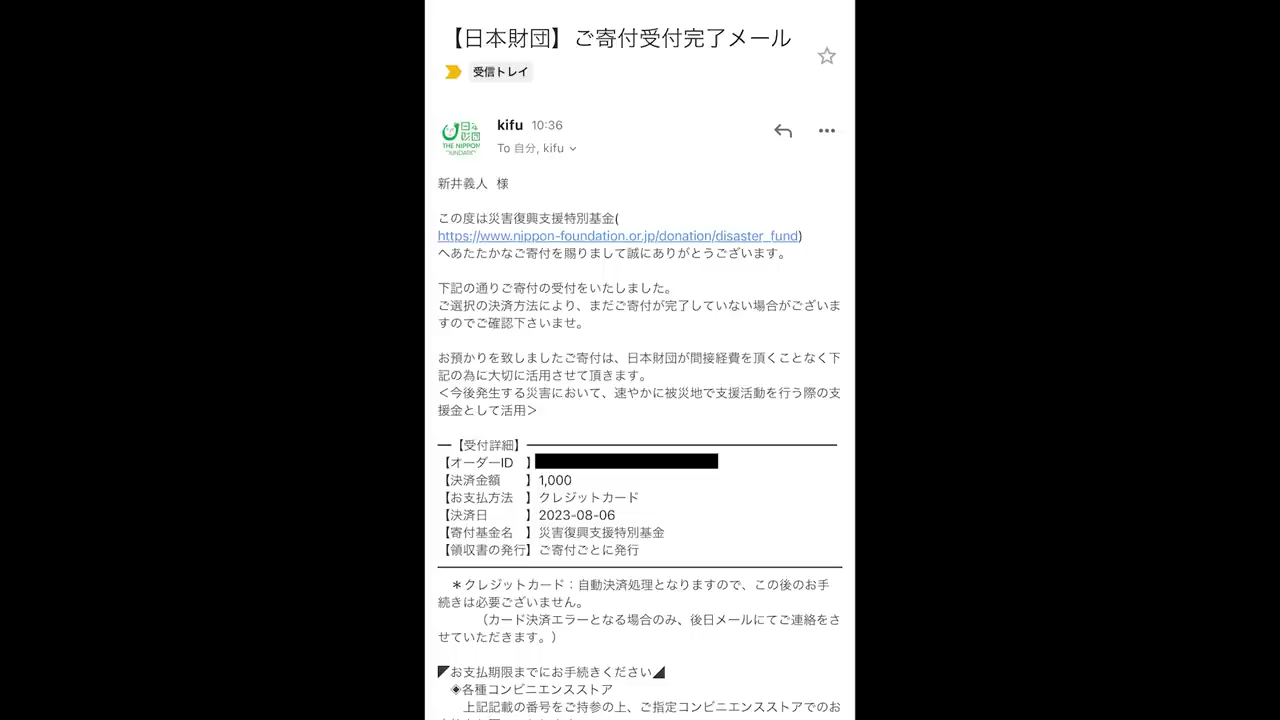 【日本財団】ご寄付受付完了メール
受信トレイ
kifu 10:36
To 自分, kifu
日本財団
THE NIPPON
新井義人 様
この度は災害復興支援特別基金(
https://www.nippon-foundation.or.jp/donation/disaster_fund)
へあたたかなご寄付を賜りまして誠にありがとうございます。
下記の通りご寄付の受付をいたしました。
ご選択の決済方法により、まだご寄付が完了していない場合がございま
すのでご確認下さいませ。
お預かりを致しましたご寄付は、日本財団が間接経費を頂くことなく下
記の為に大切に活用させて頂きます。
＜今後発生する災害において、速やかに被災地で支援活動を行う際の支
援金として活用＞
━【受付詳細】━━━━━━━━━━━━━━━━━━
【オーダーID 】
【決済金額 】1,000
【お支払方法 】クレジットカード
【決済日 】2023-08-06
【寄付基金名 】災害復興支援特別基金
【領収書の発行】ご寄付ごとに発行
＊クレジットカード：自動決済処理となりますので、この後のお手
続きは必要ございません。
（カード決済エラーとなる場合のみ、後日メールにてご連絡をさ
せていただきます。）
◤お支払期限までにお手続きください◢
◈各種コンビニエンスストア
上記記載の番号をご持参の上、ご指定コンビニエンスストアでのお